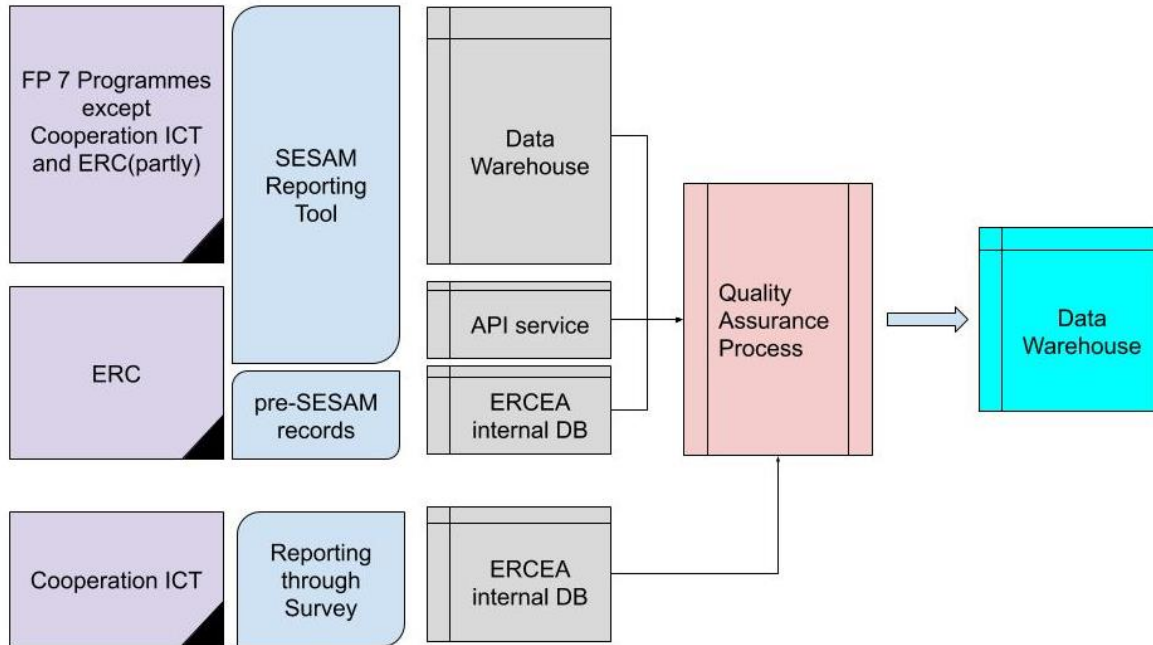 FP 7 Programmes
except
Cooperation ICT
and ERC(partly)
SESAM
Reporting
Tool
Data
Warehouse
API service
ERC
pre-SESAM
records
ERCEA
internal DB
Quality
Assurance
Process
Data
Warehouse
Cooperation ICT
Reporting
through
Survey
ERCEA
internal DB